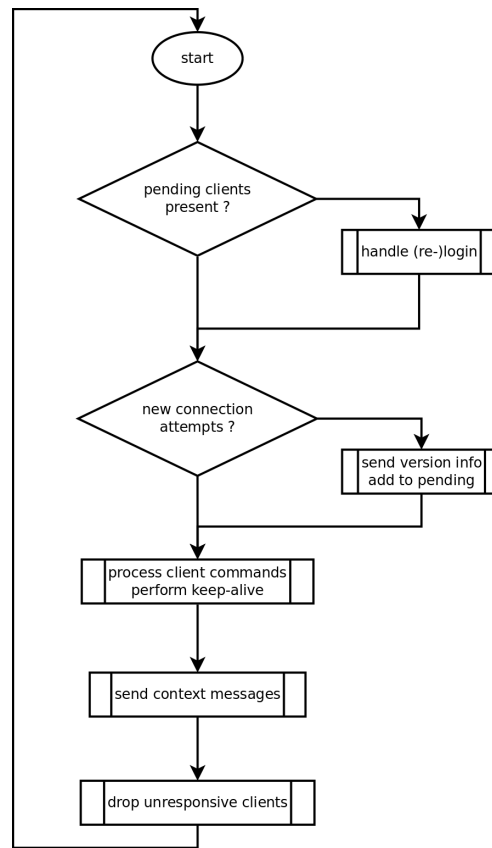 start
pending clients
present ?
handle (re-)login
new connection
attempts ?
send version info
add to pending
process client commands
perform keep-alive
send context messages
drop unresponsive clients